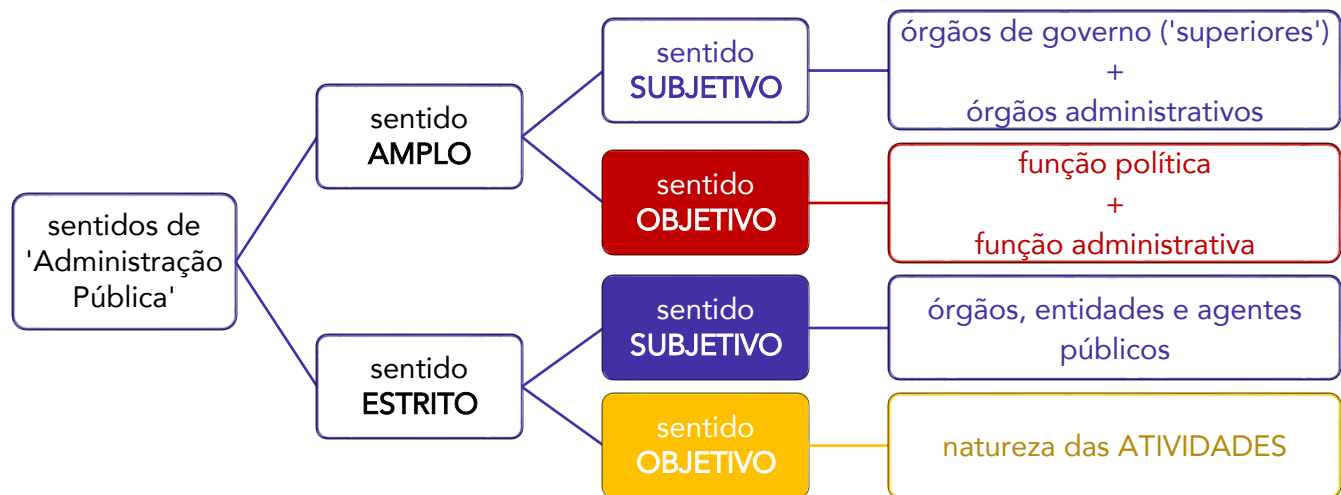 sentidos de
'Administração
Pública'
sentido
AMPLO
sentido
SUBJETIVO
órgãos de governo ('superiores')
+
órgãos administrativos
sentido
OBJETIVO
função política
+
função administrativa
sentido
ESTRITO
sentido
SUBJETIVO
órgãos, entidades e agentes
públicos
sentido
OBJETIVO
natureza das ATIVIDADES